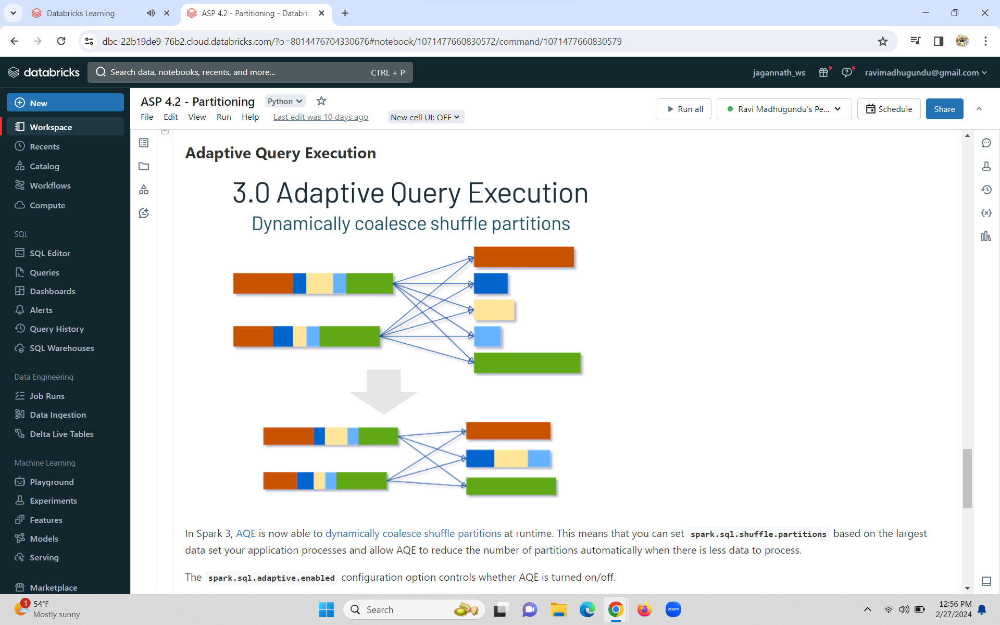 Databricks Learning
ASP 4.2 - Partitioning - Databric
dbc-22b19de9-76b2.cloud.databricks.com/?o=8014476704330676#notebook/1071477660830572/command/1071477660830579
databricks
Search data, notebooks, recents, and more...
CTRL + P
jagannath_ws
ravimadhugundu@gmail.com
New
Workspace
Recents
Catalog
Workflows
Compute
SQL
SQL Editor
Queries
Dashboards
Alerts
Query History
SQL Warehouses
Data Engineering
Job Runs
Data Ingestion
Delta Live Tables
Machine Learning
Playground
Experiments
Features
Models
Serving
Marketplace
ASP 4.2 - Partitioning
Python
File Edit View Run Help
Last edit was 10 days ago
New cell UI: OFF
Run all
Ravi Madhugundu's Pe...
Schedule
Share
Adaptive Query Execution
3.0 Adaptive Query Execution
Dynamically coalesce shuffle partitions
In Spark 3, AQE is now able to dynamically coalesce shuffle partitions at runtime. This means that you can set spark.sql.shuffle.partitions based on the largest
data set your application processes and allow AQE to reduce the number of partitions automatically when there is less data to process.
The spark.sql.adaptive.enabled configuration option controls whether AQE is turned on/off.
1
54°F
Mostly sunny
Search
zoom
12:56 PM
2/27/2024